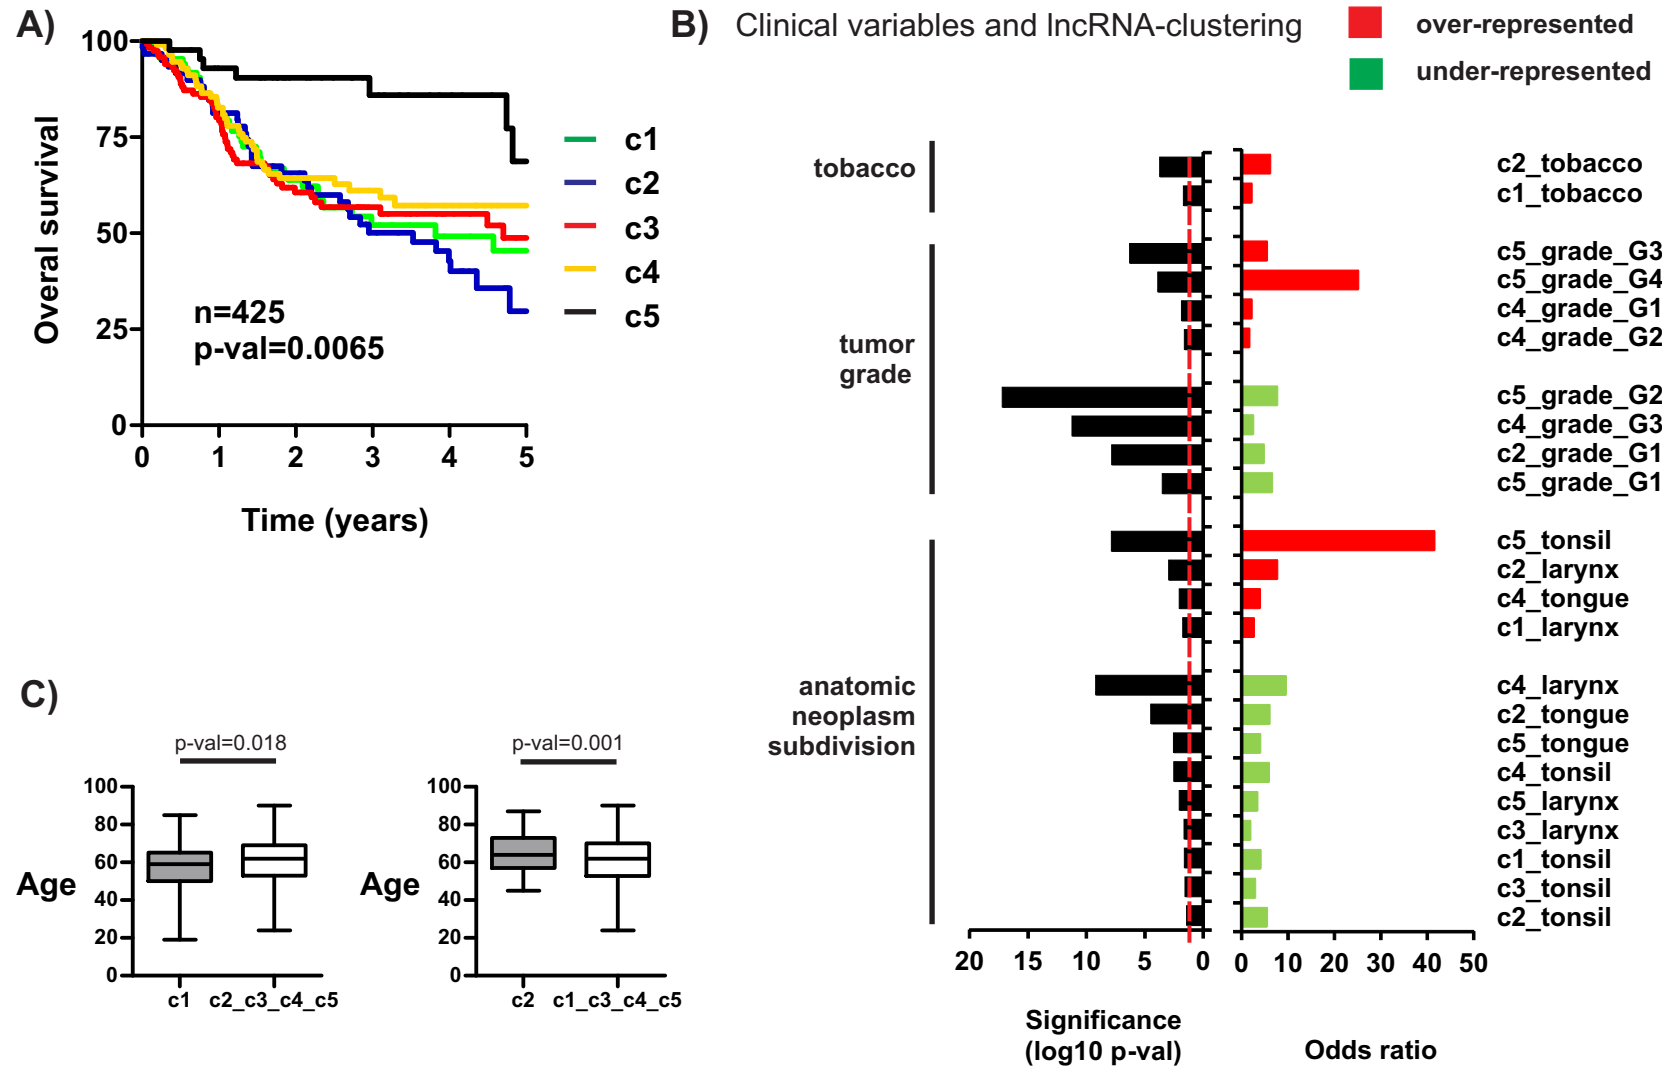 A)
100
75
50
25
0
0 1 2 3 4 5
Overal survival
Time (years)
n=425
p-val=0.0065
c1
c2
c3
c4
c5
B) Clinical variables and lncRNA-clustering
over-represented
under-represented
tobacco
tumor
grade
anatomic
neoplasm
subdivision
c2_tobacco
c1_tobacco
c5_grade_G3
c5_grade_G4
c4_grade_G1
c4_grade_G2
c5_grade_G2
c4_grade_G3
c2_grade_G1
c5_grade_G1
c5_tonsil
c2_larynx
c4_tongue
c1_larynx
c4_larynx
c2_tongue
c5_tongue
c4_tonsil
c5_larynx
c3_larynx
c1_tonsil
c3_tonsil
c2_tonsil
20 15 10 5 0
0 10 20 30 40 50
Significance
(log10 p-val)
Odds ratio
C)
p-val=0.018
100
80
60
40
20
0
Age
c1 c2_c3_c4_c5
p-val=0.001
100
80
60
40
20
0
Age
c2 c1_c3_c4_c5